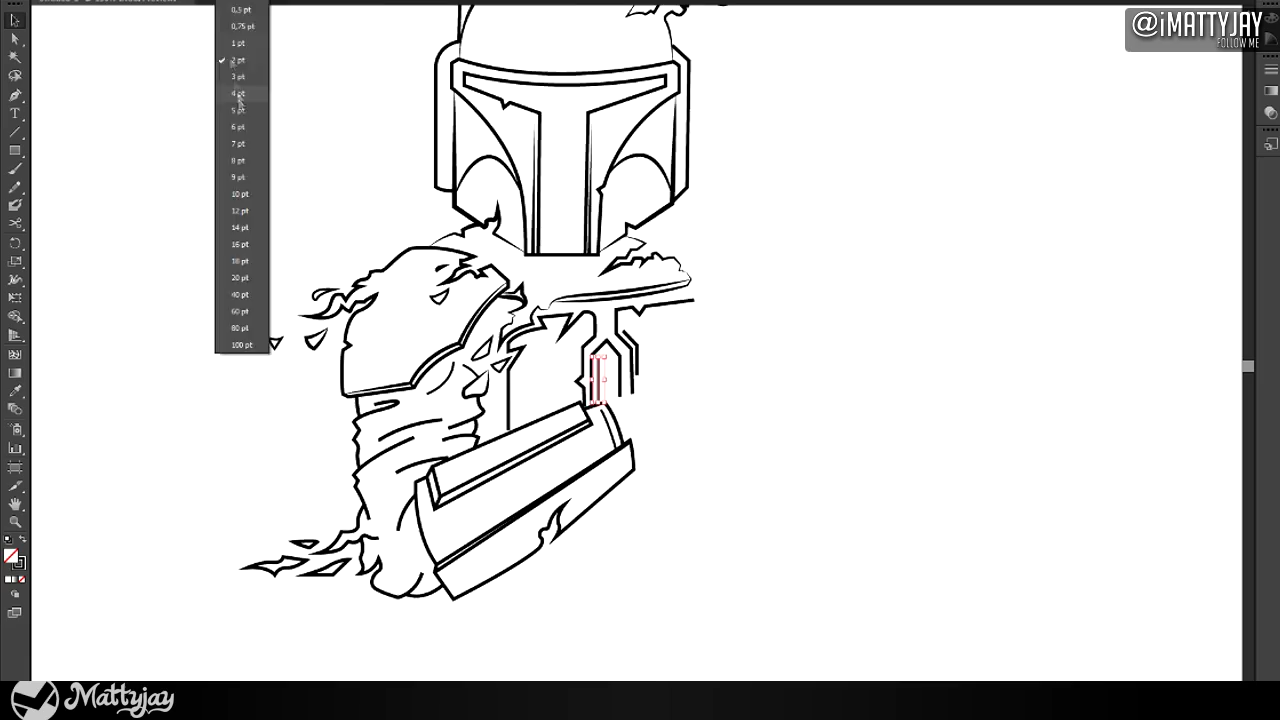 0,5 pt
0,75 pt
1 pt
2 pt
3 pt
4 pt
5 pt
6 pt
7 pt
8 pt
9 pt
10 pt
12 pt
14 pt
16 pt
18 pt
20 pt
40 pt
60 pt
80 pt
100 pt
@iMATTYJAY
FOLLOW ME
Mattyjay